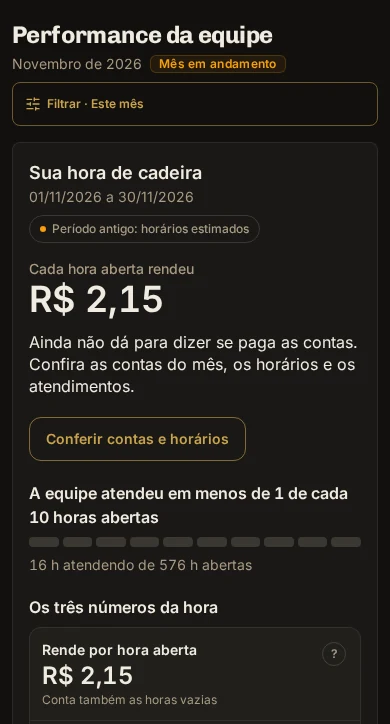 Performance da equipe
Novembro de 2026 Mês em andamento
Filtrar · Este mês
Sua hora de cadeira
01/11/2026 a 30/11/2026
Período antigo: horários estimados
Cada hora aberta rendeu
R$ 2,15
Ainda não dá para dizer se paga as contas.
Confira as contas do mês, os horários e os
atendimentos.
Conferir contas e horários
A equipe atendeu em menos de 1 de cada
10 horas abertas
16 h atendendo de 576 h abertas
Os três números da hora
Rende por hora aberta ?
R$ 2,15
Conta também as horas vazias